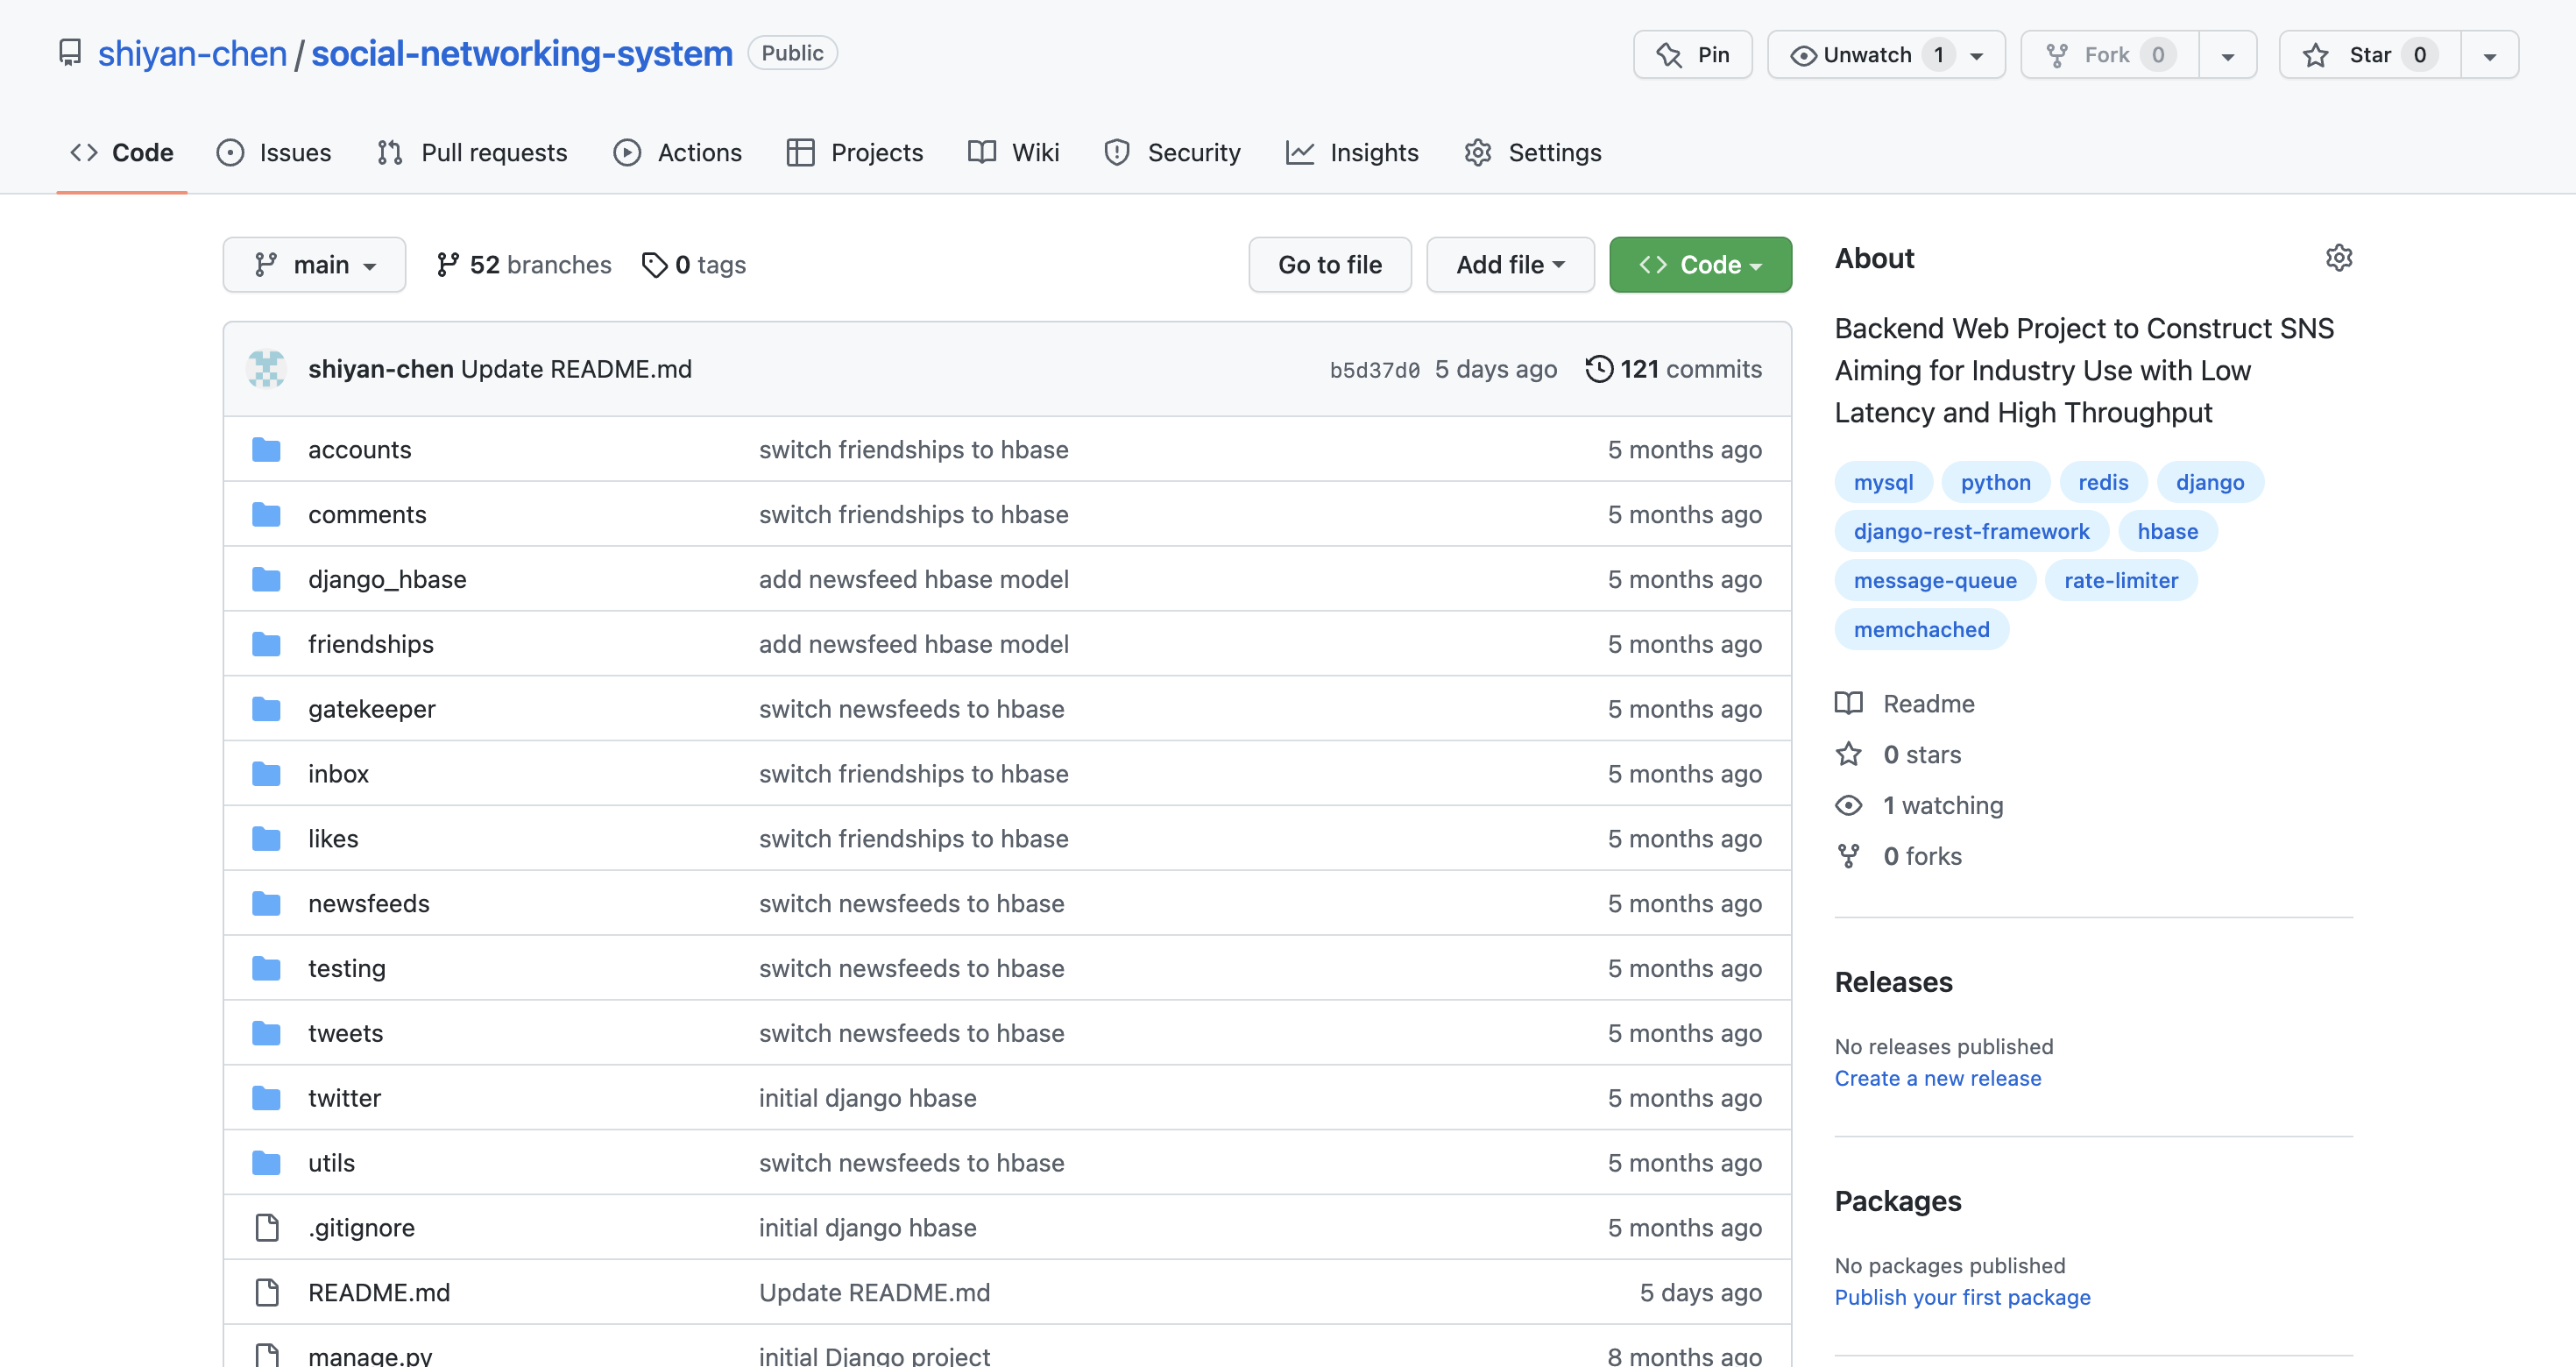 shiyan-chen / social-networking-system Public Pin Unwatch 1 Fork 0 Star 0
Code Issues Pull requests Actions Projects Wiki Security Insights Settings
main 52 branches 0 tags Go to file Add file Code
shiyan-chen Update README.md b5d37d0 5 days ago 121 commits
accounts switch friendships to hbase 5 months ago
comments switch friendships to hbase 5 months ago
django_hbase add newsfeed hbase model 5 months ago
friendships add newsfeed hbase model 5 months ago
gatekeeper switch newsfeeds to hbase 5 months ago
inbox switch friendships to hbase 5 months ago
likes switch friendships to hbase 5 months ago
newsfeeds switch newsfeeds to hbase 5 months ago
testing switch newsfeeds to hbase 5 months ago
tweets switch newsfeeds to hbase 5 months ago
twitter initial django hbase 5 months ago
utils switch newsfeeds to hbase 5 months ago
.gitignore initial django hbase 5 months ago
README.md Update README.md 5 days ago
manage.py initial Django project 8 months ago
About
Backend Web Project to Construct SNS
Aiming for Industry Use with Low
Latency and High Throughput
mysql python redis django
django-rest-framework hbase
message-queue rate-limiter
memchached
Readme
0 stars
1 watching
0 forks
Releases
No releases published
Create a new release
Packages
No packages published
Publish your first package